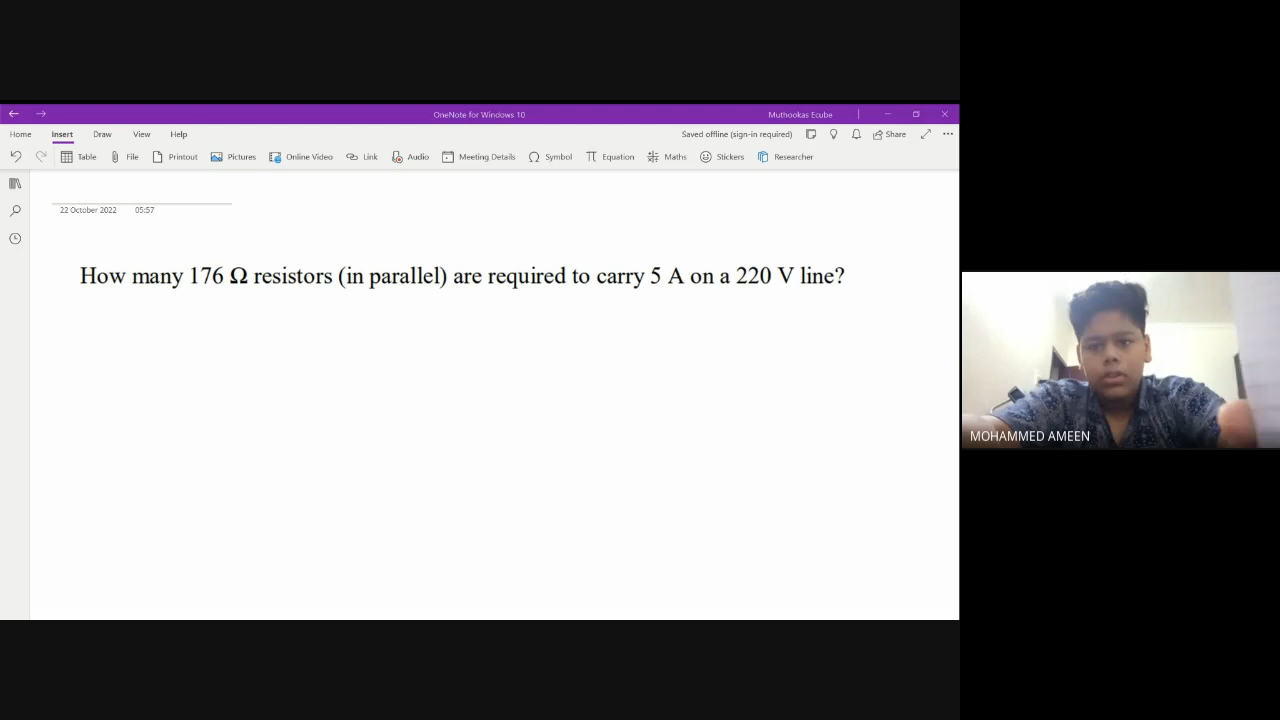 OneNote for Windows 10
Muthookas Ecube
Home Insert Draw View Help
Saved offline (sign-in required) Share
Table File Printout Pictures Online Video Link Audio Meeting Details Symbol Equation Maths Stickers Researcher
22 October 2022 05:57
How many 176 Ω resistors (in parallel) are required to carry 5 A on a 220 V line?
MOHAMMED AMEEN